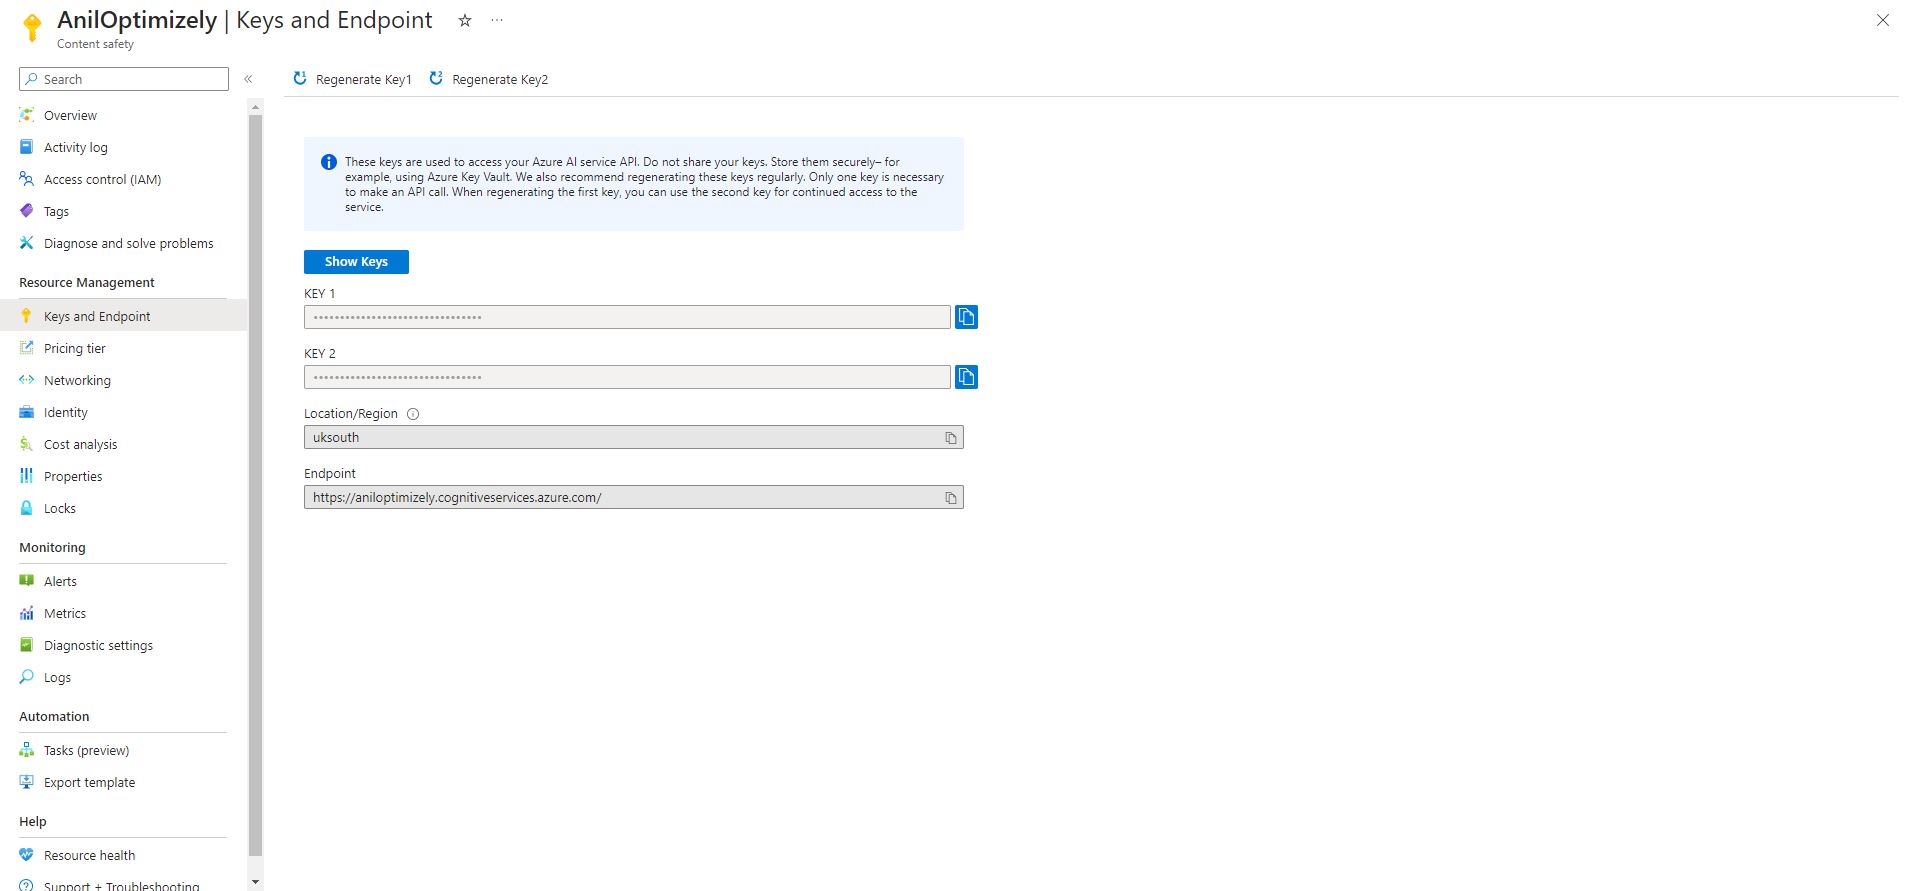 AnilOptimizely | Keys and Endpoint
Content safety
Search
Overview
Activity log
Access control (IAM)
Tags
Diagnose and solve problems
Resource Management
Keys and Endpoint
Pricing tier
Networking
Identity
Cost analysis
Properties
Locks
Monitoring
Alerts
Metrics
Diagnostic settings
Logs
Automation
Tasks (preview)
Export template
Help
Resource health
Support + Troubleshooting
Regenerate Key1
Regenerate Key2
These keys are used to access your Azure AI service API. Do not share your keys. Store them securely– for
example, using Azure Key Vault. We also recommend regenerating these keys regularly. Only one key is necessary
to make an API call. When regenerating the first key, you can use the second key for continued access to the
service.
Show Keys
KEY 1
••••••••••••••••••••••••••••••••
KEY 2
••••••••••••••••••••••••••••••••
Location/Region
uksouth
Endpoint
https://aniloptimizely.cognitiveservices.azure.com/